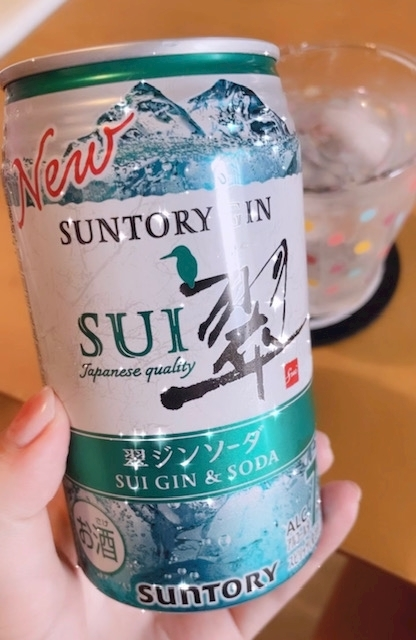 New
SUNTORY GIN
SUI 翠
Japanese quality
翠ジンソーダ
SUI GIN & SODA
お酒
ALC.
SUNTORY